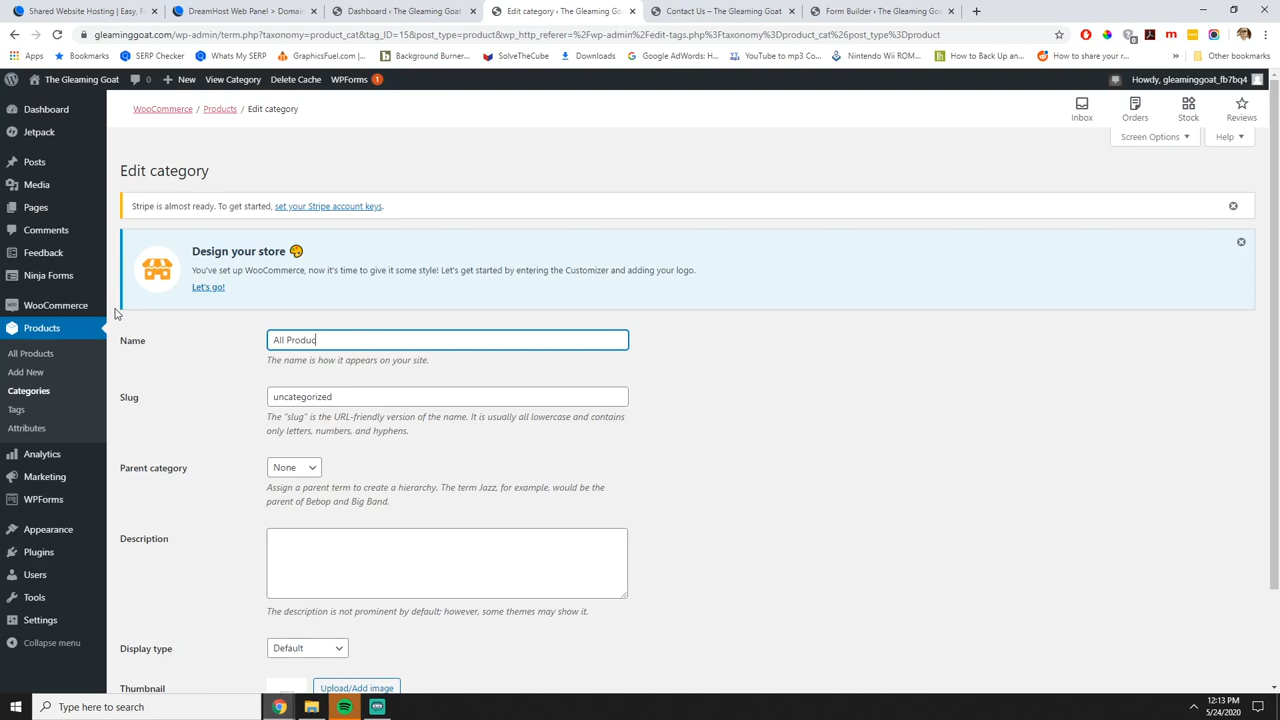 Shared Website Hosting | Easy, F
DreamHost Web Panel > Domain
Dashboard ‹ The Gleaming Goat
Edit category ‹ The Gleaming Go
Contact Us – The Gleaming Goat
Form Builder ‹ The Gleaming Go
gleaminggoat.com/wp-admin/term.php?taxonomy=product_cat&tag_ID=15&post_type=product&wp_http_referer=%2Fwp-admin%2Fedit-tags.php%3Ftaxonomy%3Dproduct_cat%26post_type%3Dproduct
Apps
Bookmarks
SERP Checker
Whats My SERP
GraphicsFuel.com
Background Burner...
SolveTheCube
Downloads
Google AdWords: H...
YouTube to mp3 Co...
Nintendo Wii ROM...
How to Back Up an...
How to share your r...
»
Other bookmarks
The Gleaming Goat
0
+ New
View Category
Delete Cache
WPForms 1
Howdy, gleaminggoat_fb7bq4
Dashboard
Jetpack
Posts
Media
Pages
Comments
Feedback
Ninja Forms
WooCommerce
Products
All Products
Add New
Categories
Tags
Attributes
Analytics
Marketing
WPForms
Appearance
Plugins
Users
Tools
Settings
Collapse menu
WooCommerce / Products / Edit category
Inbox
Orders
Stock
Reviews
Screen Options
Help
Edit category
Stripe is almost ready. To get started, set your Stripe account keys.
Design your store
You've set up WooCommerce, now it's time to give it some style! Let's get started by entering the Customizer and adding your logo.
Let's go!
Name
All Produc
The name is how it appears on your site.
Slug
uncategorized
The "slug" is the URL-friendly version of the name. It is usually all lowercase and contains
only letters, numbers, and hyphens.
Parent category
None
Assign a parent term to create a hierarchy. The term Jazz, for example, would be the
parent of Bebop and Big Band.
Description
The description is not prominent by default; however, some themes may show it.
Display type
Default
Thumbnail
Upload/Add image
Type here to search
12:13 PM
5/24/2020